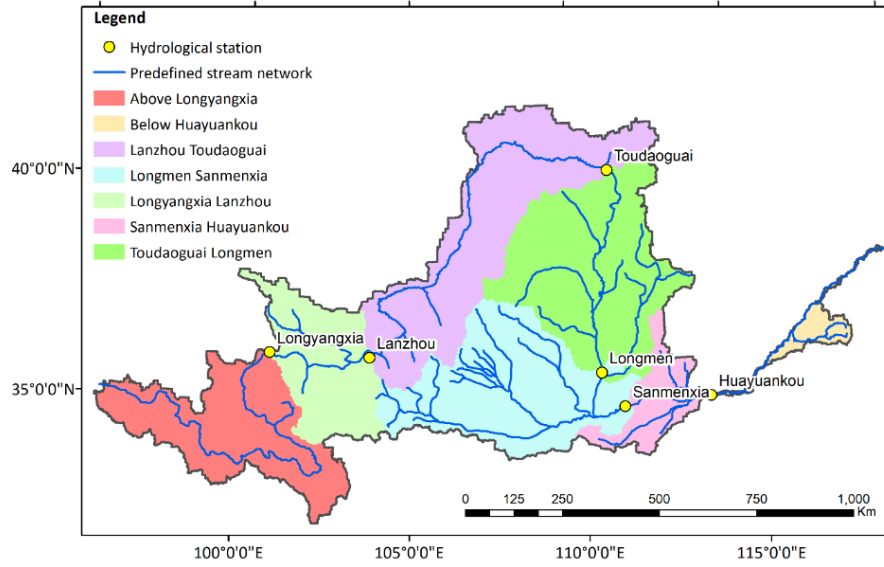 Legend
Hydrological station
Predefined stream network
Above Longyangxia
Below Huayuankou
Lanzhou Toudaoguai
Longmen Sanmenxia
Longyangxia Lanzhou
Sanmenxia Huayuankou
Toudaoguai Longmen
40°0'0"N
35°0'0"N
Toudaoguai
Longyangxia
Lanzhou
Longmen
Sanmenxia
Huayuankou
0 125 250 500 750 1,000
Km
100°0'0"E 105°0'0"E 110°0'0"E 115°0'0"E